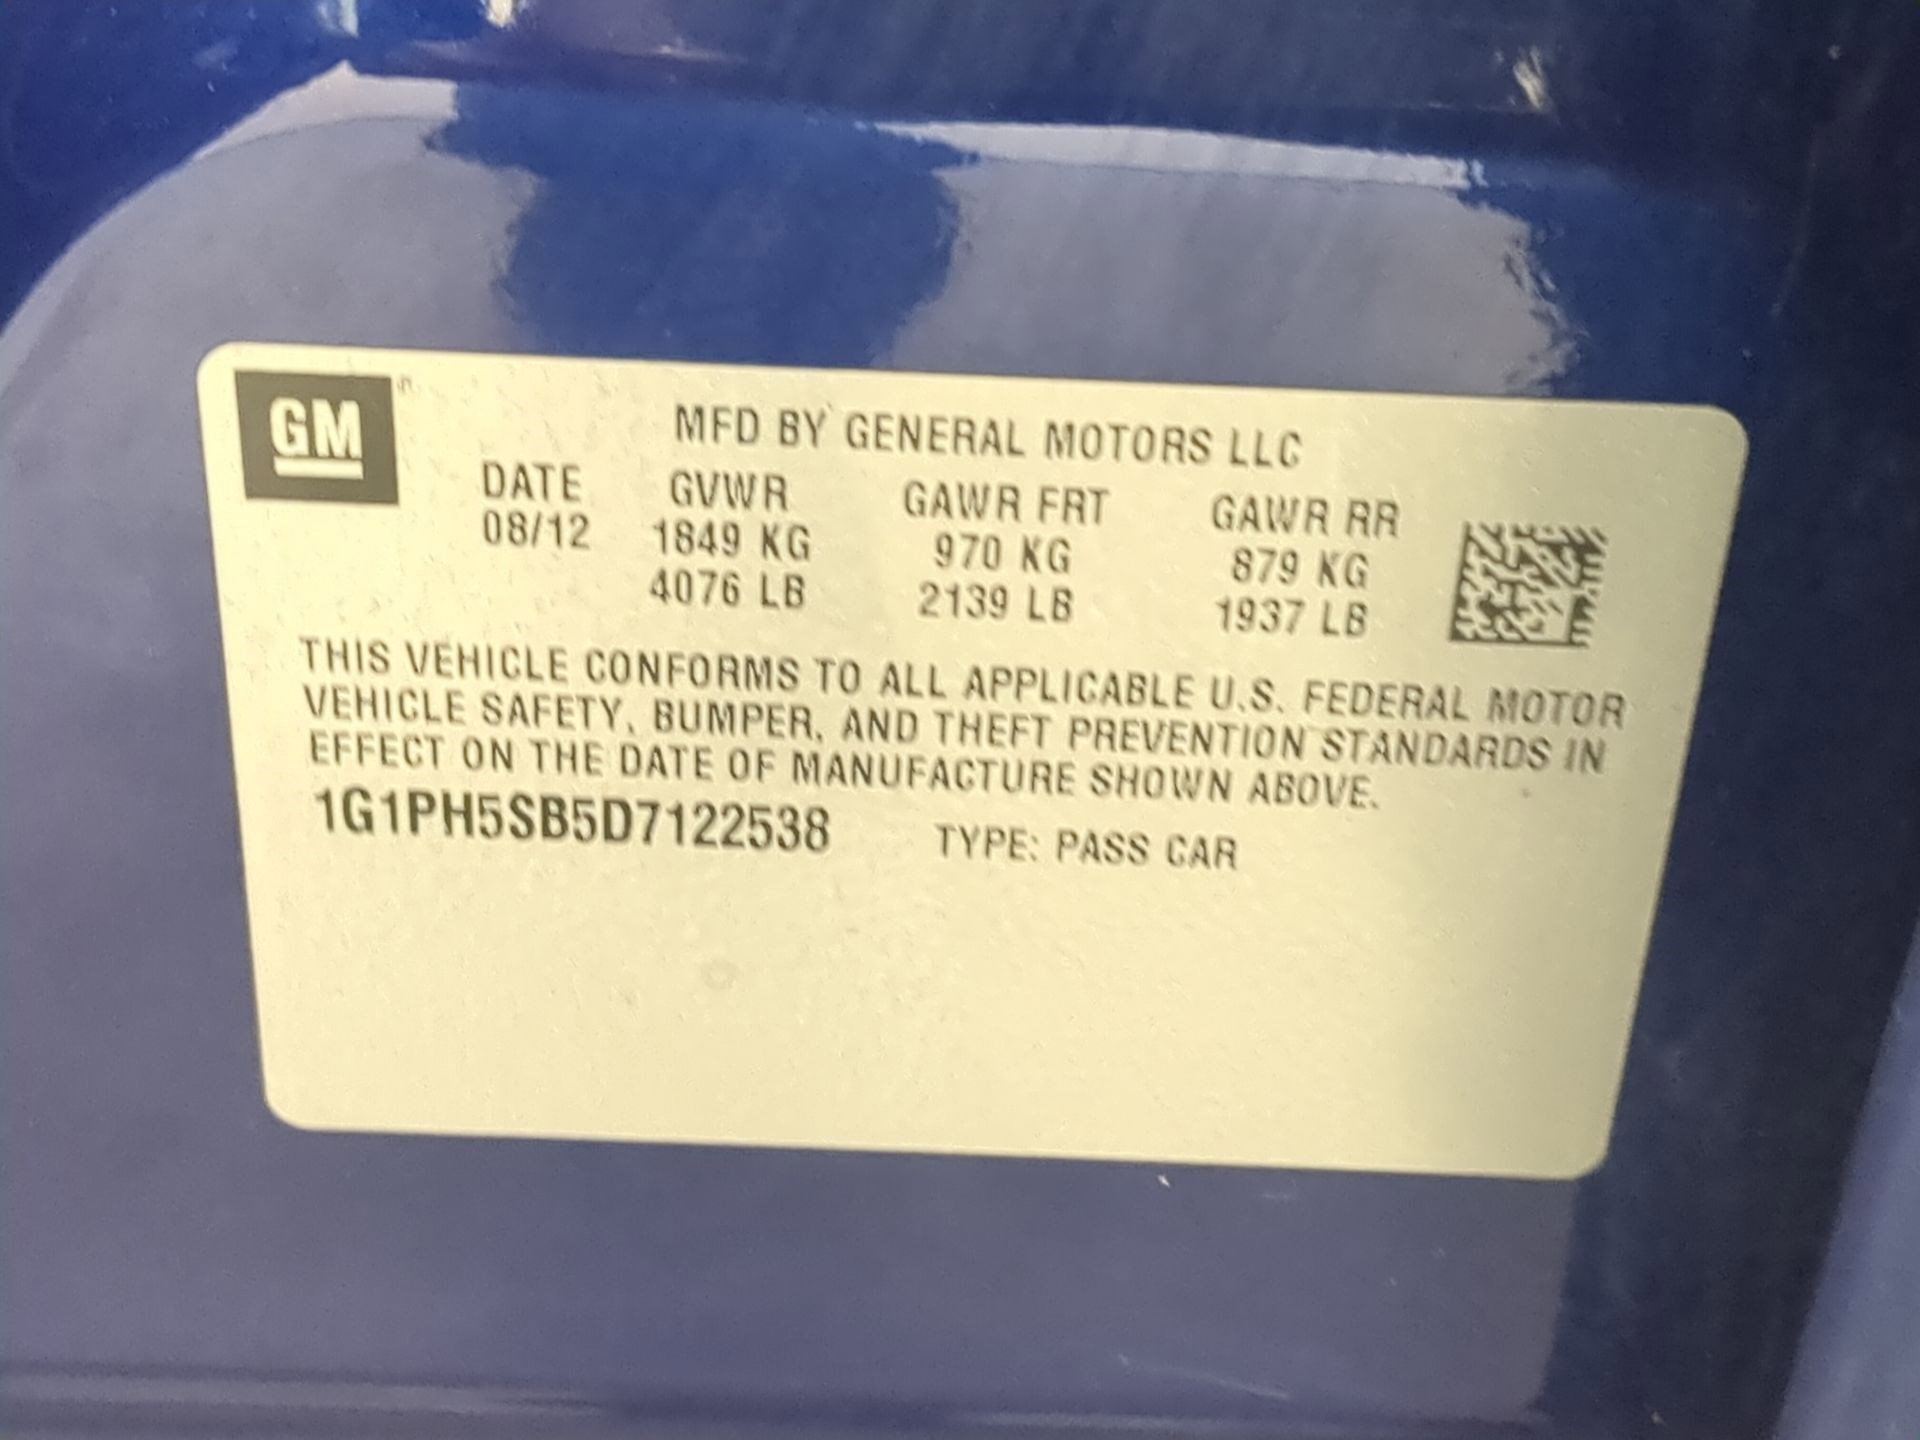 GM
MFD BY GENERAL MOTORS LLC
DATE GVWR GAWR FRT GAWR RR
08/12 1849 KG 970 KG 879 KG
4076 LB 2139 LB 1937 LB
THIS VEHICLE CONFORMS TO ALL APPLICABLE U.S. FEDERAL MOTOR
VEHICLE SAFETY, BUMPER, AND THEFT PREVENTION STANDARDS IN
EFFECT ON THE DATE OF MANUFACTURE SHOWN ABOVE.
1G1PH5SB5D7122538 TYPE: PASS CAR